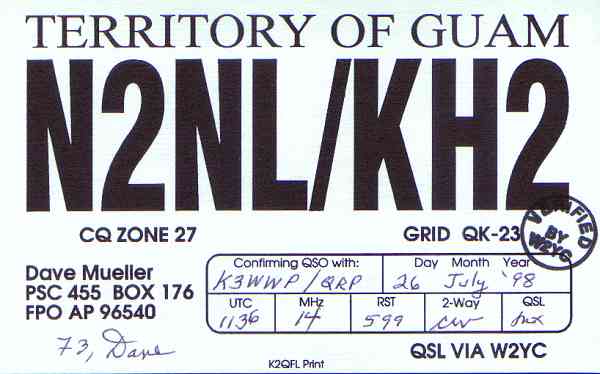 TERRITORY OF GUAM
N2NL/KH2
CQ ZONE 27 GRID QK-23
VERIFIED BY W2YC
Dave Mueller
PSC 455 BOX 176
FPO AP 96540
73, Dave
Confirming QSO with: Day Month Year
K3WWP/QRP 26 July '98
UTC MHz RST 2-Way QSL
1136 14 599 cw tnx
QSL VIA W2YC
K2QFL Print